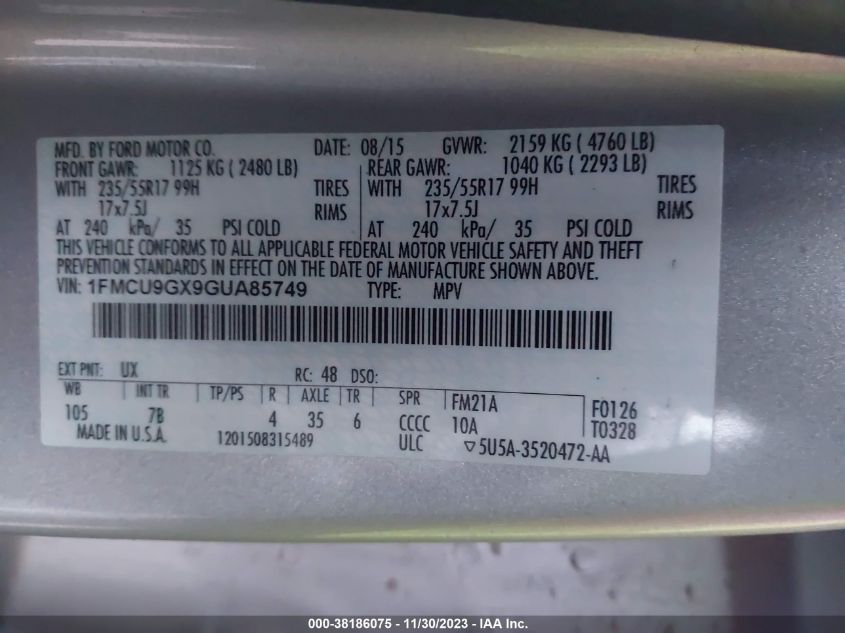 MFD. BY FORD MOTOR CO. DATE: 08/15 GVWR: 2159 KG ( 4760 LB)
FRONT GAWR: 1125 KG ( 2480 LB) REAR GAWR: 1040 KG ( 2293 LB)
WITH 235/55R17 99H TIRES WITH 235/55R17 99H TIRES
17x7.5J RIMS 17x7.5J RIMS
AT 240 kPa/ 35 PSI COLD AT 240 kPa/ 35 PSI COLD
THIS VEHICLE CONFORMS TO ALL APPLICABLE FEDERAL MOTOR VEHICLE SAFETY AND THEFT
PREVENTION STANDARDS IN EFFECT ON THE DATE OF MANUFACTURE SHOWN ABOVE.
VIN: 1FMCU9GX9GUA85749 TYPE: MPV
EXT PNT: UX RC: 48 DSO:
WB INT TR TP/PS R AXLE TR SPR FM21A F0126
105 7B 4 35 6 CCCC 10A T0328
MADE IN U.S.A. 1201508315489 ULC ▽5U5A-3520472-AA
000-38186075 - 11/30/2023 - IAA Inc.